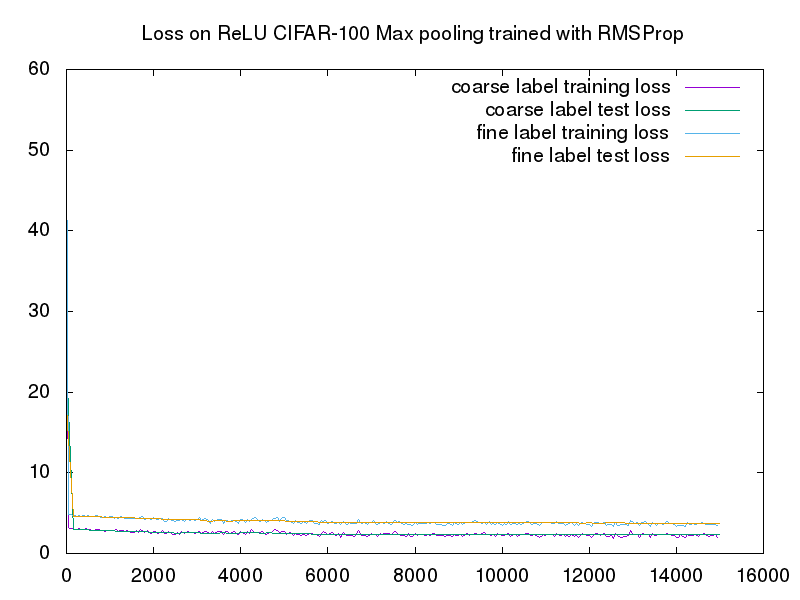 Loss on ReLU CIFAR-100 Max pooling trained with RMSProp
60
50
40
30
20
10
0
coarse label training loss
coarse label test loss
fine label training loss
fine label test loss
0 2000 4000 6000 8000 10000 12000 14000 16000